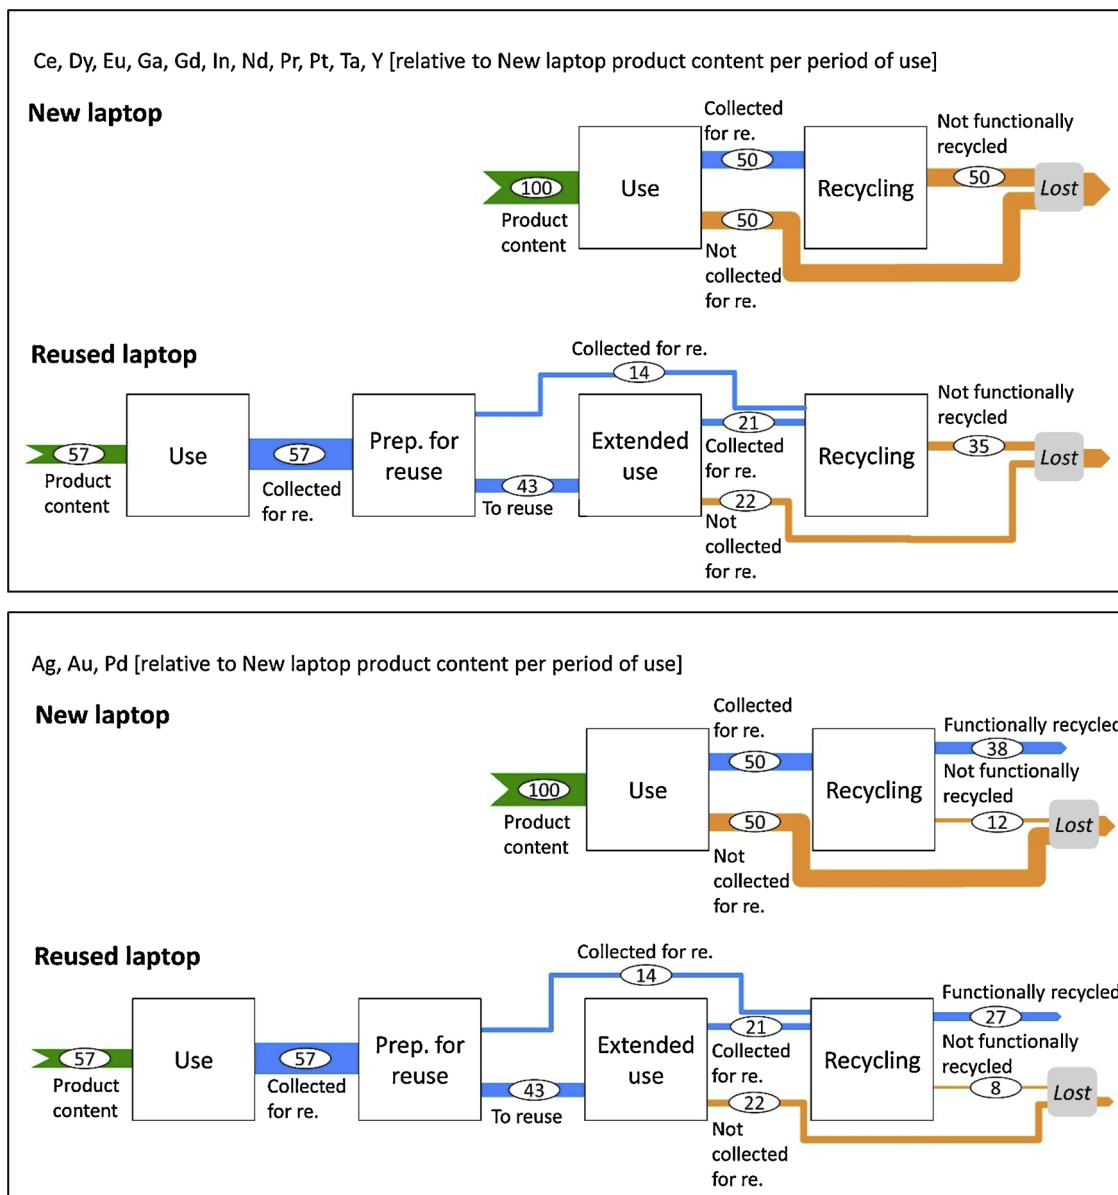 Ce, Dy, Eu, Ga, Gd, In, Nd, Pr, Pt, Ta, Y [relative to New laptop product content per period of use]
New laptop
100
Product
content
Use
Collected
for re.
50
50
Not
collected
for re.
Recycling
Not functionally
recycled
50
Lost
Reused laptop
57
Product
content
Use
57
Collected
for re.
Prep. for
reuse
Collected for re.
14
43
To reuse
Extended
use
21
Collected
for re.
22
Not
collected
for re.
Recycling
Not functionally
recycled
35
Lost
Ag, Au, Pd [relative to New laptop product content per period of use]
New laptop
100
Product
content
Use
Collected
for re.
50
50
Not
collected
for re.
Recycling
Functionally recycled
38
Not functionally
recycled
12
Lost
Reused laptop
57
Product
content
Use
57
Collected
for re.
Prep. for
reuse
Collected for re.
14
43
To reuse
Extended
use
21
Collected
for re.
22
Not
collected
for re.
Recycling
Functionally recycled
27
Not functionally
recycled
8
Lost